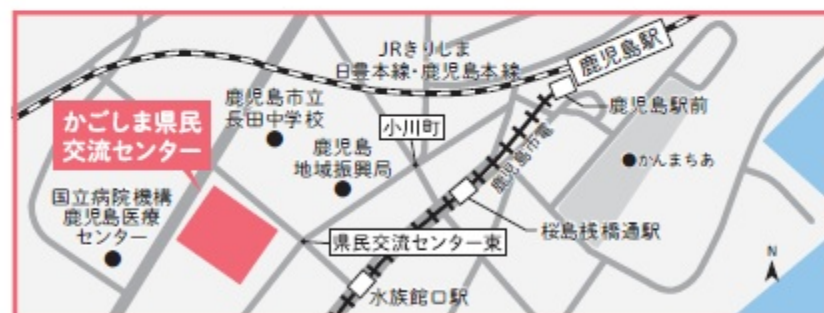 JRきりしま
日豊本線・鹿児島本線
鹿児島駅
鹿児島市立
長田中学校
かごしま県民
交流センター
小川町
鹿児島駅前
鹿児島市電
鹿児島
地域振興局
かんまちあ
国立病院機構
鹿児島医療
センター
県民交流センター東
桜島桟橋通駅
水族館口駅
N